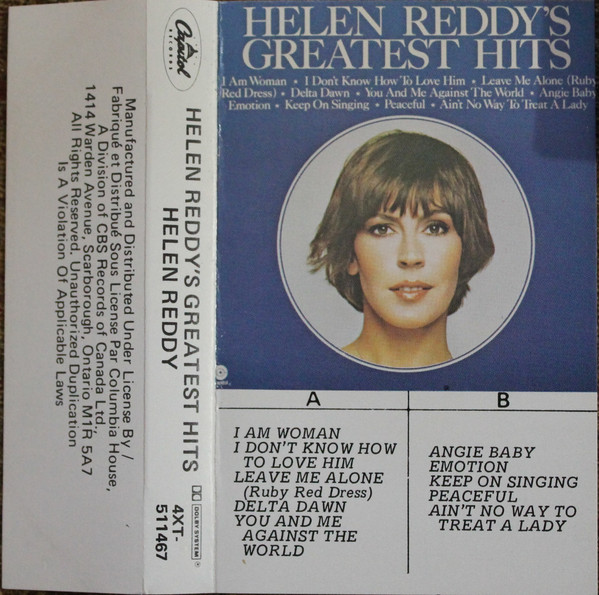 Manufactured and Distributed Under License By /
Fabriqué et Distribué Sous License Par Columbia House,
A Division of CBS Records of Canada Ltd.
1414 Warden Avenue, Scarborough, Ontario M1R 5A7
All Rights Reserved. Unauthorized Duplication
Is A Violation Of Applicable Laws
Capitol
RECORDS
HELEN REDDY'S GREATEST HITS
HELEN REDDY
DOLBY SYSTEM ®
4XT-
511467
HELEN REDDY'S
GREATEST HITS
I Am Woman • I Don't Know How To Love Him • Leave Me Alone (Ruby
Red Dress) • Delta Dawn • You And Me Against The World • Angie Baby
Emotion • Keep On Singing • Peaceful • Ain't No Way To Treat A Lady
A
I AM WOMAN
I DON'T KNOW HOW
TO LOVE HIM
LEAVE ME ALONE
(Ruby Red Dress)
DELTA DAWN
YOU AND ME
AGAINST THE
WORLD
B
ANGIE BABY
EMOTION
KEEP ON SINGING
PEACEFUL
AIN'T NO WAY TO
TREAT A LADY